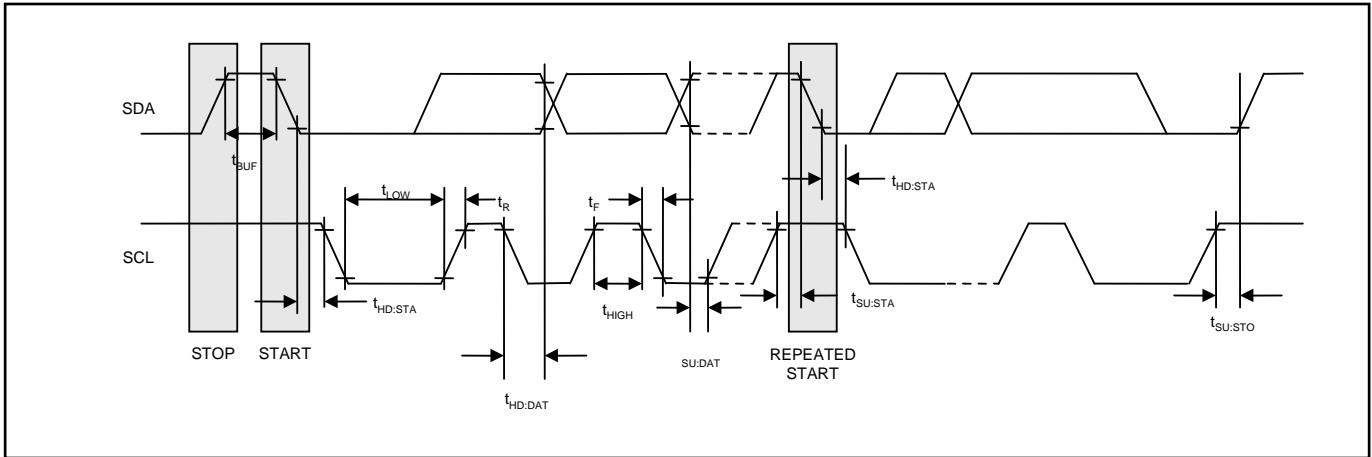 SDA
tBUF
tLOW
tR
tF
tHD:STA
SCL
tHD:STA
tHIGH
tSU:STA
tSU:STO
STOP
START
SU:DAT
REPEATED
START
tHD:DAT